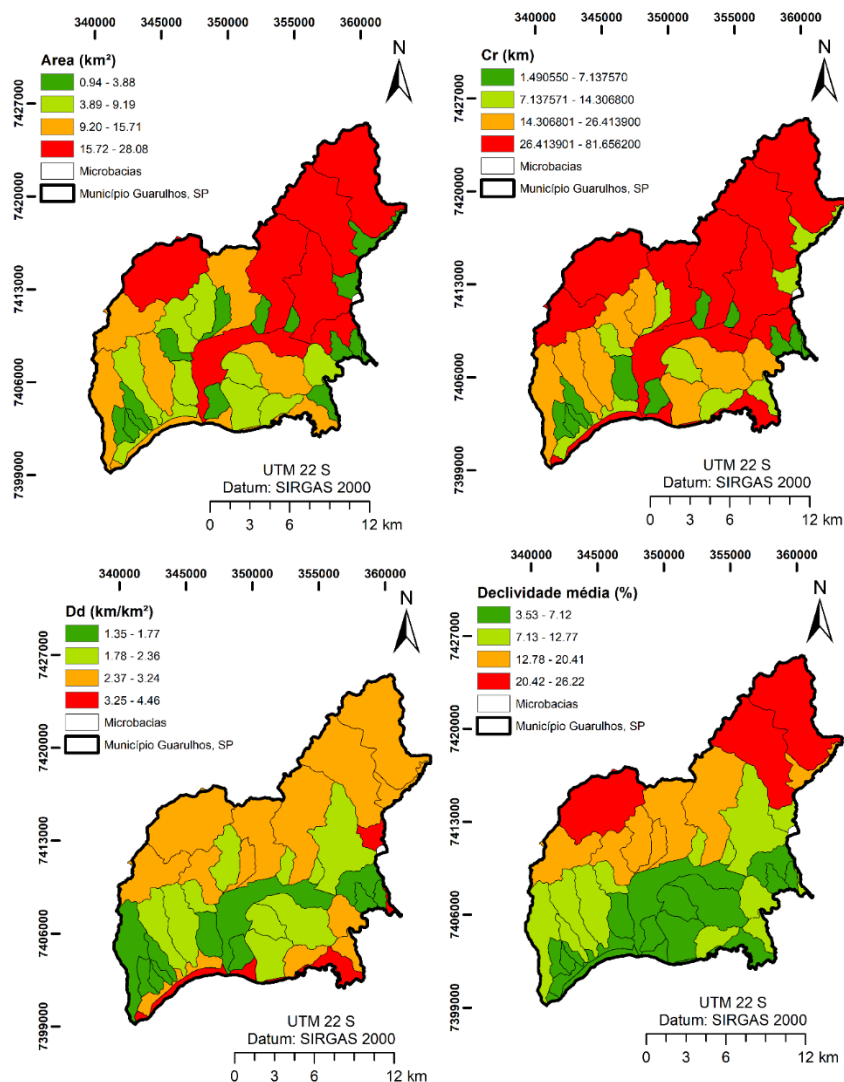 340000 345000 350000 355000 360000
N
Area (km²)
0.94 - 3.88
3.89 - 9.19
9.20 - 15.71
15.72 - 28.08
Microbacias
Município Guarulhos, SP
7427000
7420000
7413000
7406000
7399000
UTM 22 S
Datum: SIRGAS 2000
0 3 6 12 km
340000 345000 350000 355000 360000
N
Cr (km)
1.490550 - 7.137570
7.137571 - 14.306800
14.306801 - 26.413900
26.413901 - 81.656200
Microbacias
Município Guarulhos, SP
7427000
7420000
7413000
7406000
7399000
UTM 22 S
Datum: SIRGAS 2000
0 3 6 12 km
340000 345000 350000 355000 360000
N
Dd (km/km²)
1.35 - 1.77
1.78 - 2.36
2.37 - 3.24
3.25 - 4.46
Microbacias
Município Guarulhos, SP
7427000
7420000
7413000
7406000
7399000
UTM 22 S
Datum: SIRGAS 2000
0 3 6 12 km
340000 345000 350000 355000 360000
N
Declividade média (%)
3.53 - 7.12
7.13 - 12.77
12.78 - 20.41
20.42 - 26.22
Microbacias
Município Guarulhos, SP
7427000
7420000
7413000
7406000
7399000
UTM 22 S
Datum: SIRGAS 2000
0 3 6 12 km